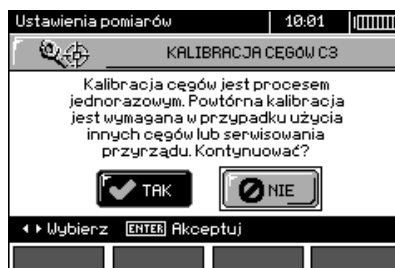 Ustawienia pomiarów 10:01
KALIBRACJA CĘGÓW C3
Kalibracja cęgów jest procesem
jednorazowym. Powtórna kalibracja
jest wymagana w przypadku użycia
innych cęgów lub serwisowania
przyrządu. Kontynuować?
TAK NIE
Wybierz ENTER Akceptuj